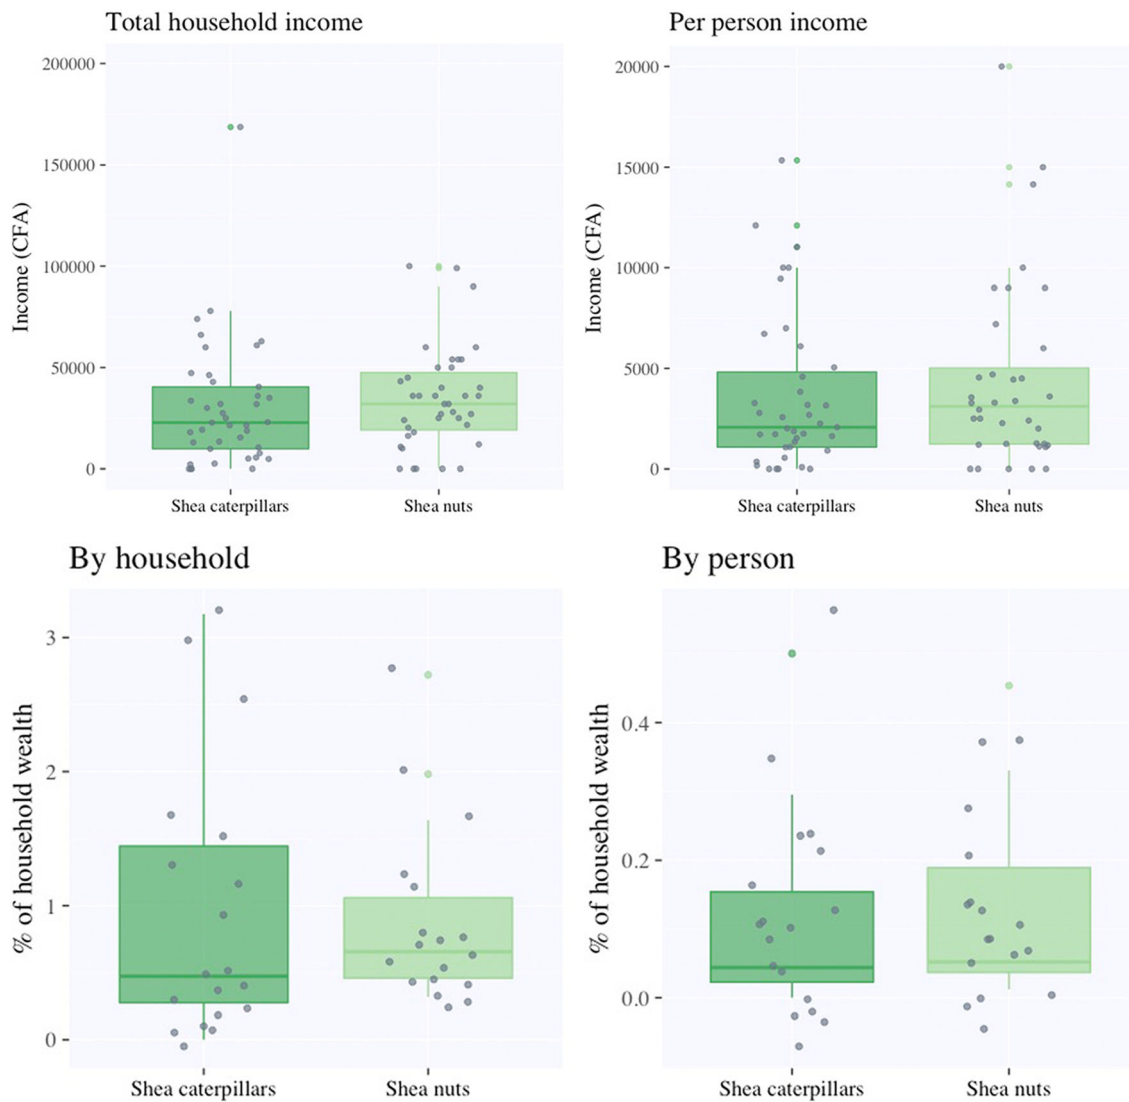 Total household income
Income (CFA)
200000
150000
100000
50000
0
Shea caterpillars
Shea nuts
Per person income
Income (CFA)
20000
15000
10000
5000
0
Shea caterpillars
Shea nuts
By household
% of household wealth
3
2
1
0
Shea caterpillars
Shea nuts
By person
% of household wealth
0.4
0.2
0.0
Shea caterpillars
Shea nuts